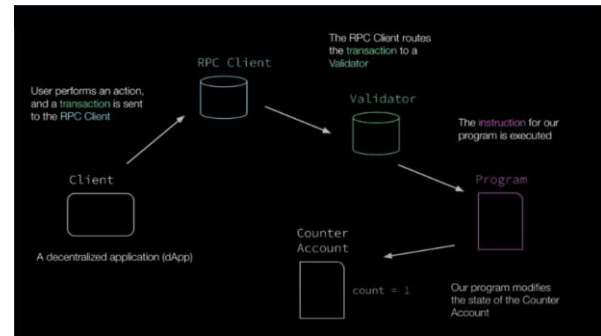 The RPC Client routes
the transaction to a
Validator
RPC Client
User performs an action,
and a transaction is sent
to the RPC Client
Validator
The instruction for our
program is executed
Client
Program
A decentralized application (dApp)
Counter
Account
count = 1
Our program modifies
the state of the Counter
Account